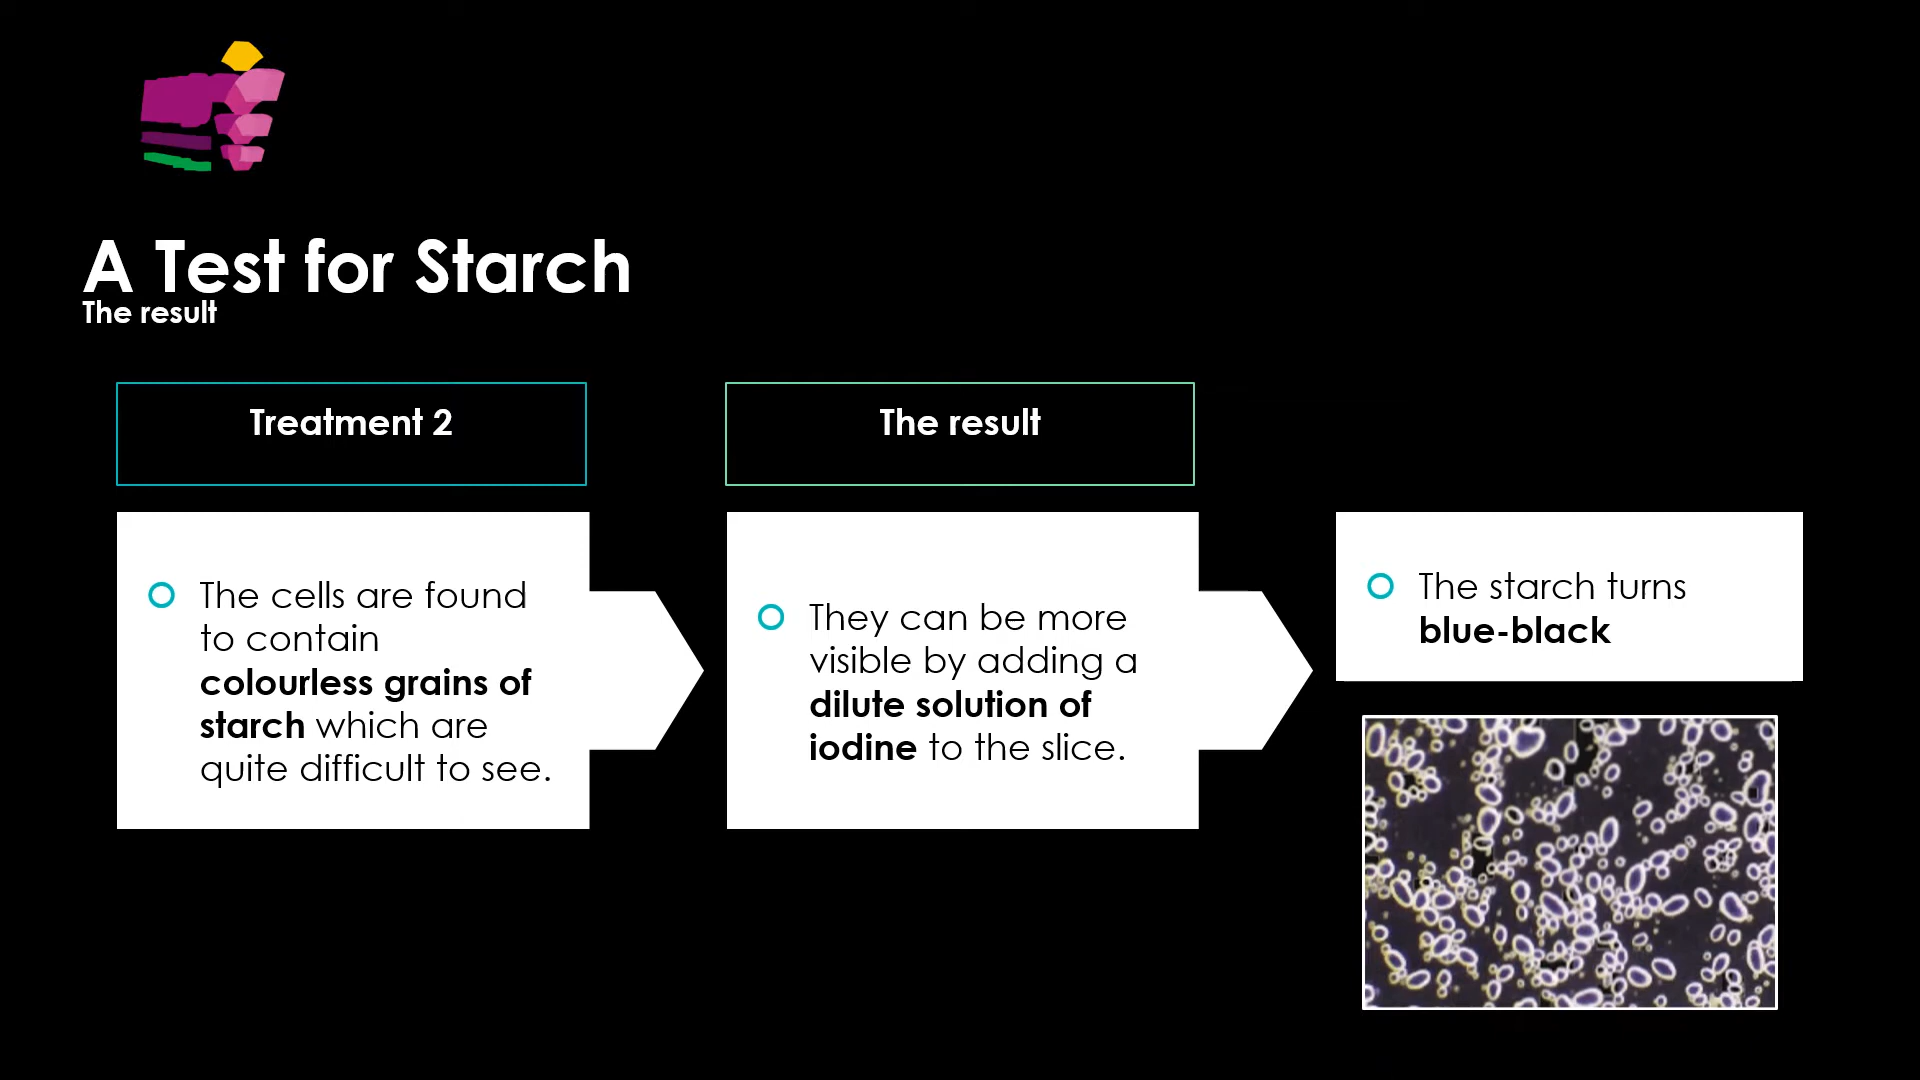 A Test for Starch
The result
Treatment 2
The cells are found
to contain
colourless grains of
starch which are
quite difficult to see.
The result
They can be more
visible by adding a
dilute solution of
iodine to the slice.
The starch turns
blue-black